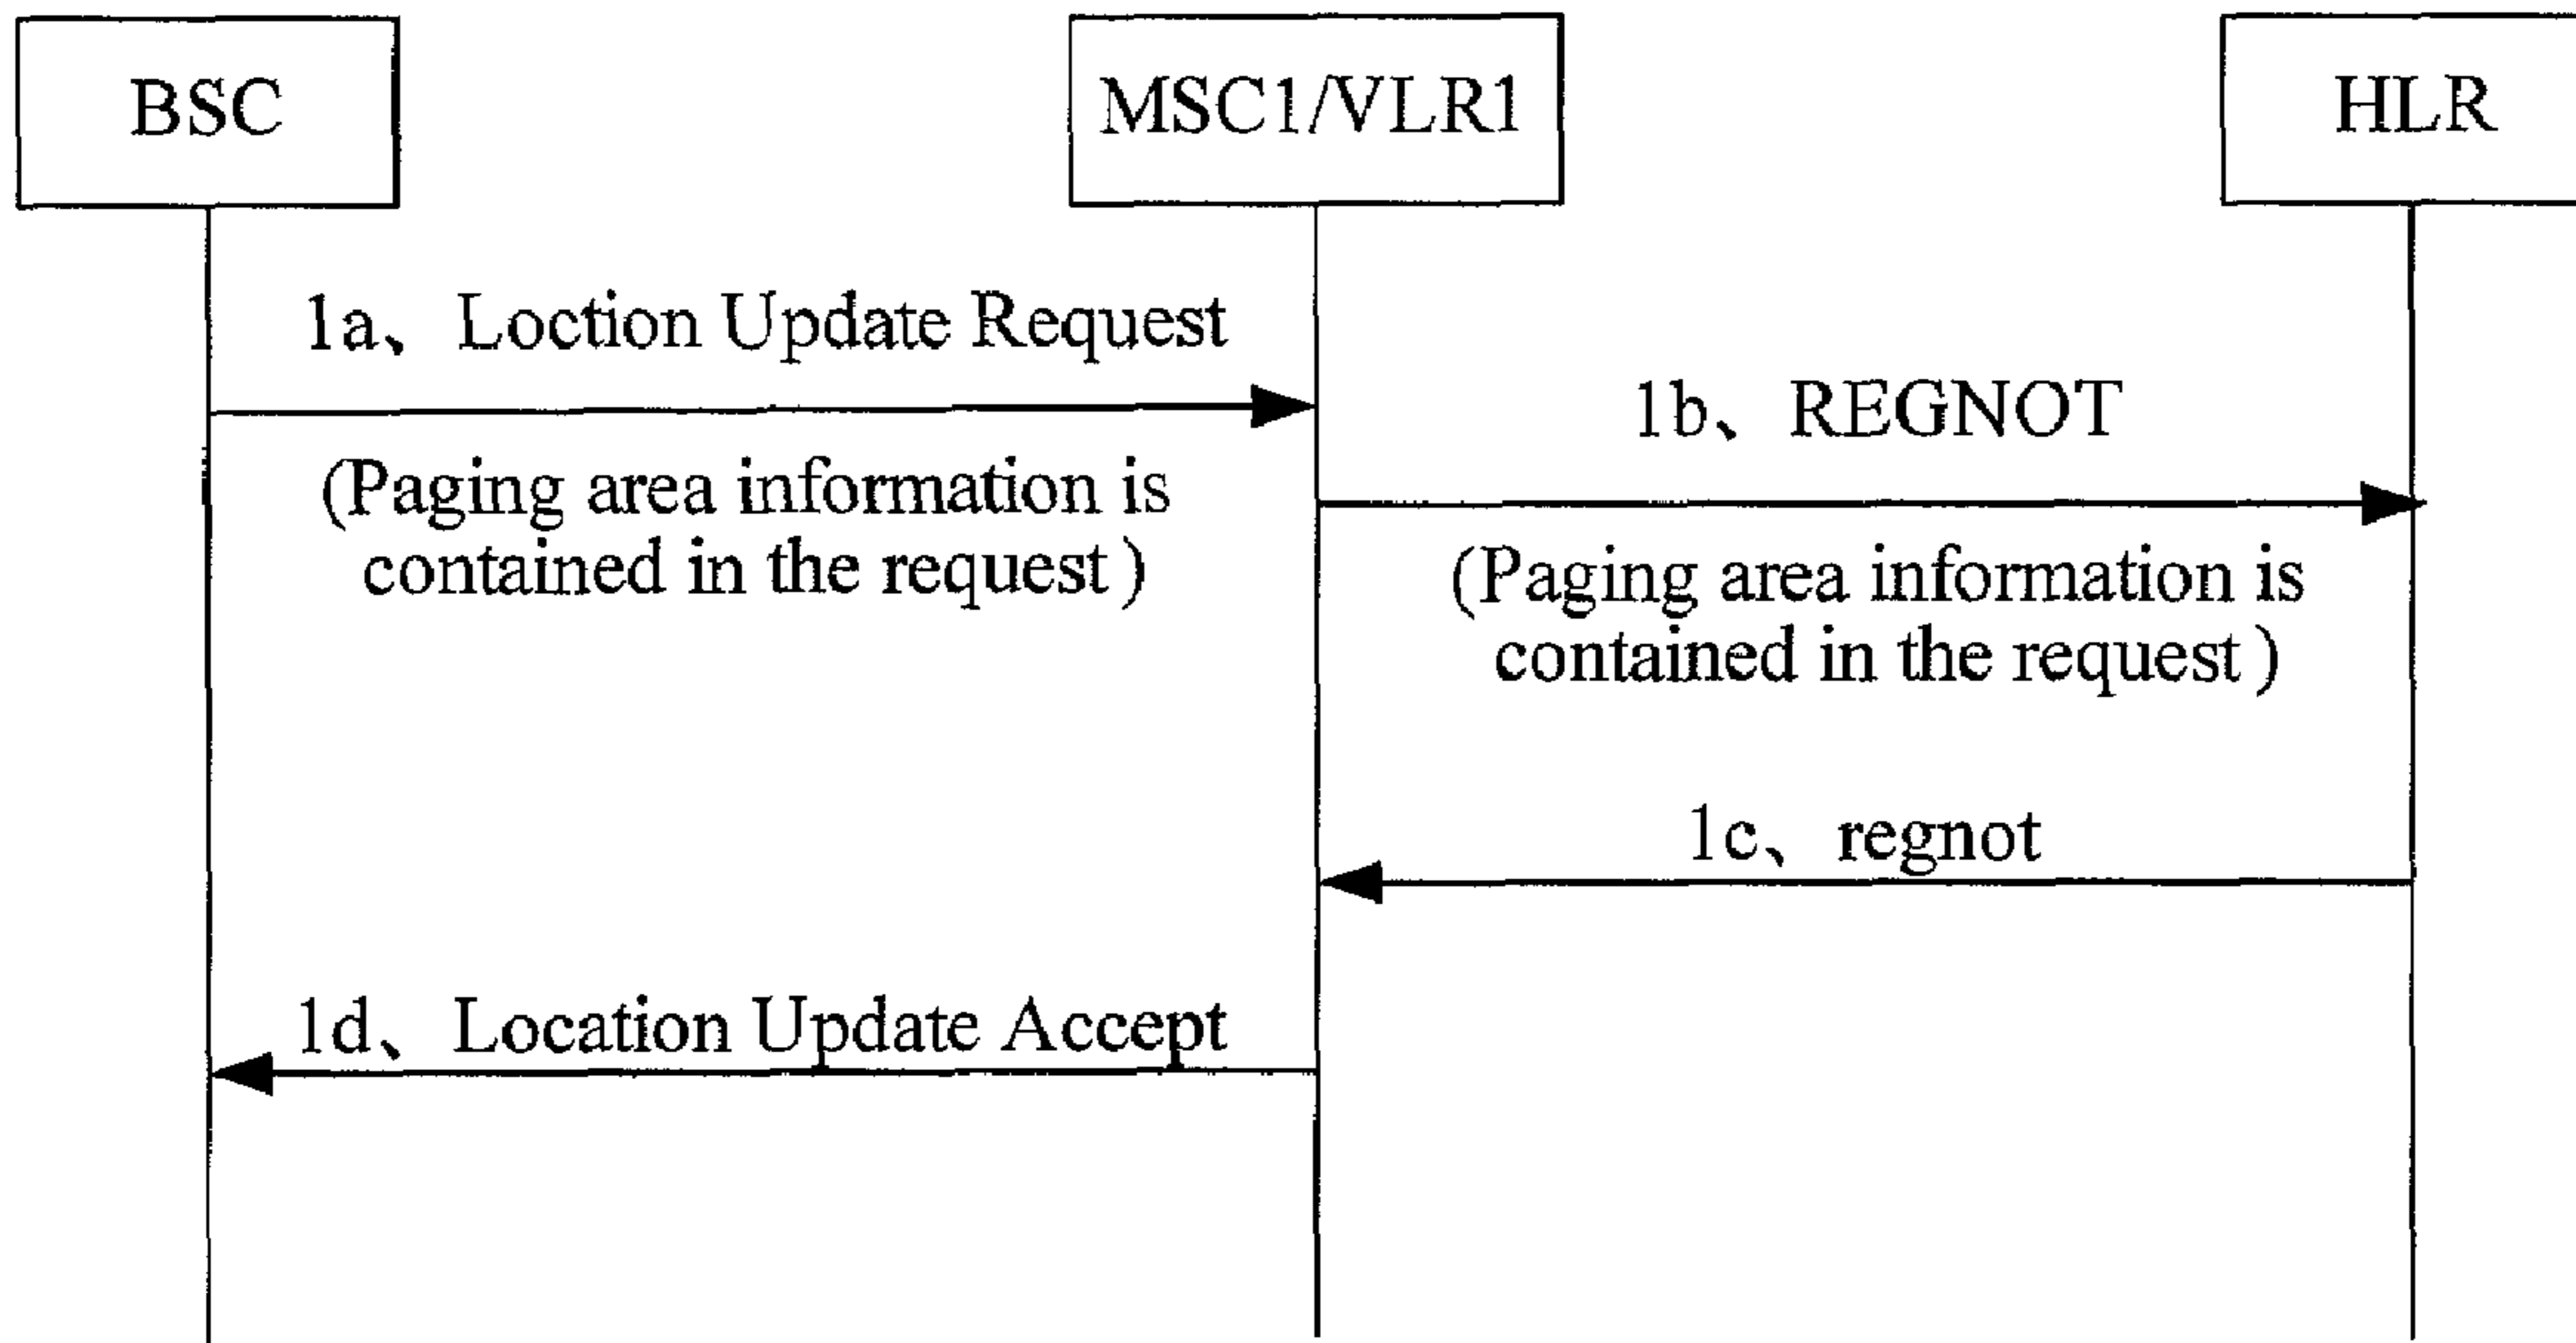 BSC
MSC1/VLR1
HLR
1a、Loction Update Request
(Paging area information is
contained in the request)
1b、REGNOT
(Paging area information is
contained in the request)
1c、regnot
1d、Location Update Accept